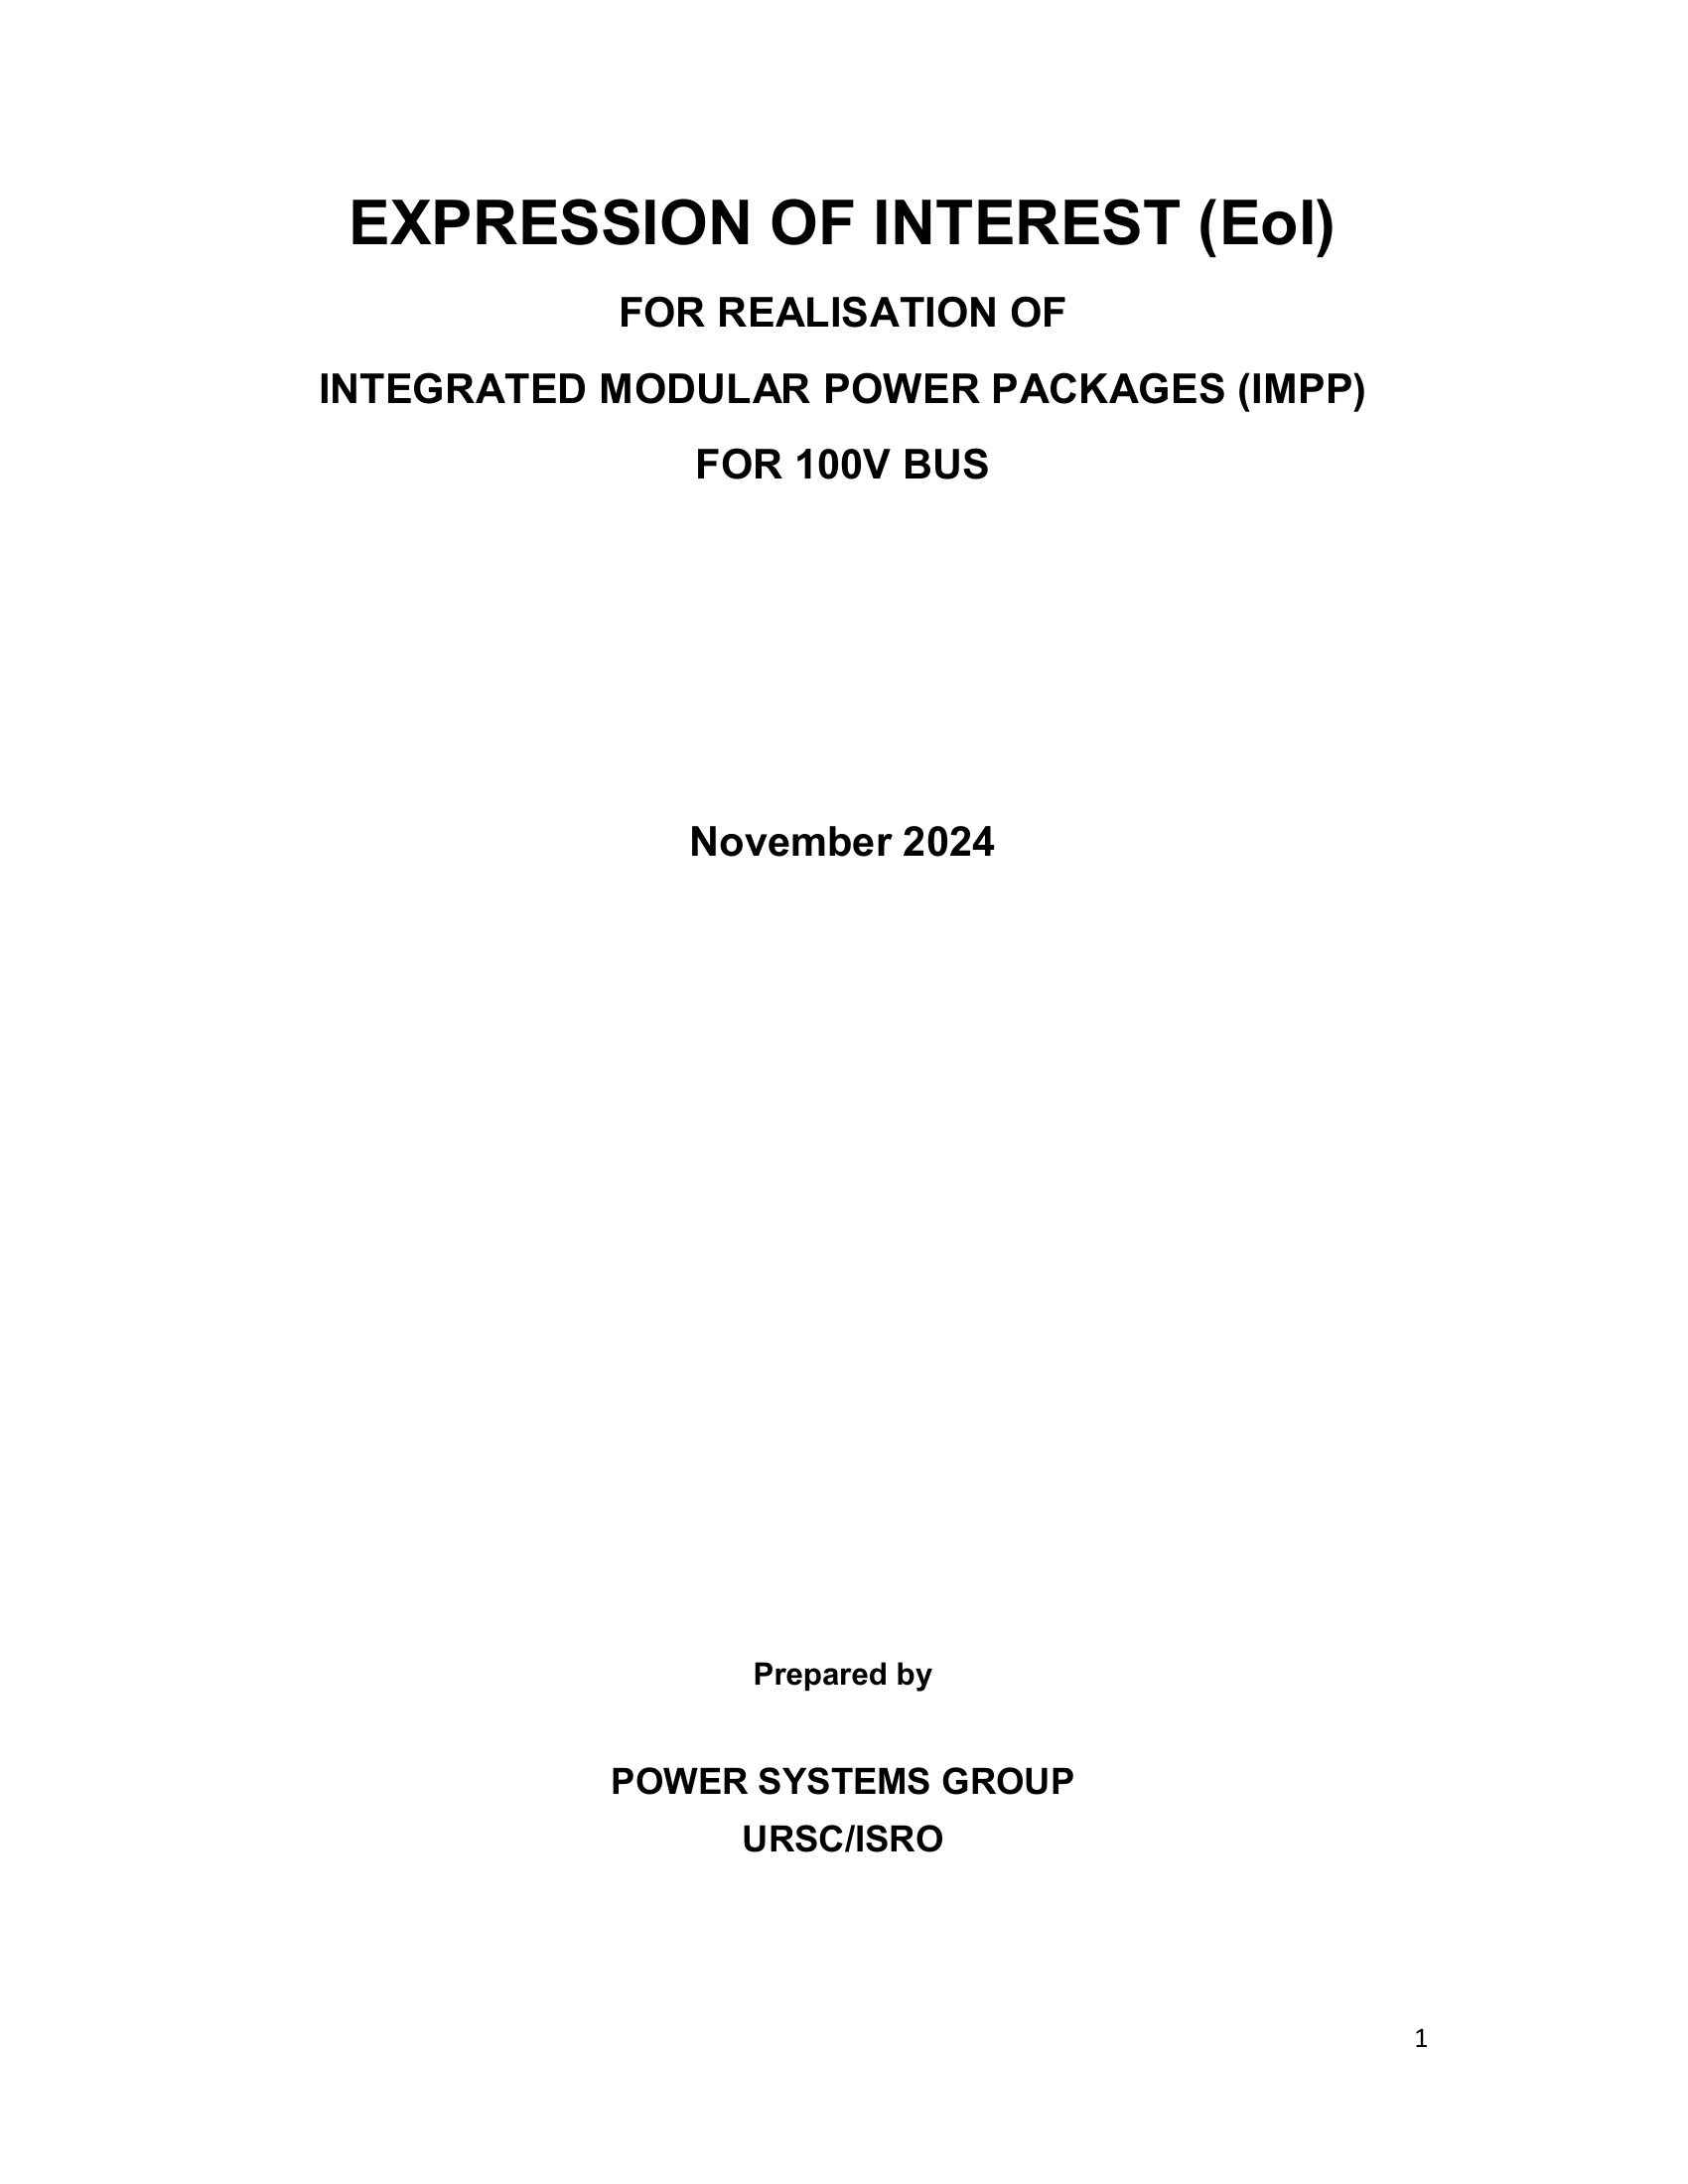 EXPRESSION OF INTEREST (EoI)
FOR REALISATION OF
INTEGRATED MODULAR POWER PACKAGES (IMPP)
FOR 100V BUS
November 2024
Prepared by
POWER SYSTEMS GROUP
URSC/ISRO
1